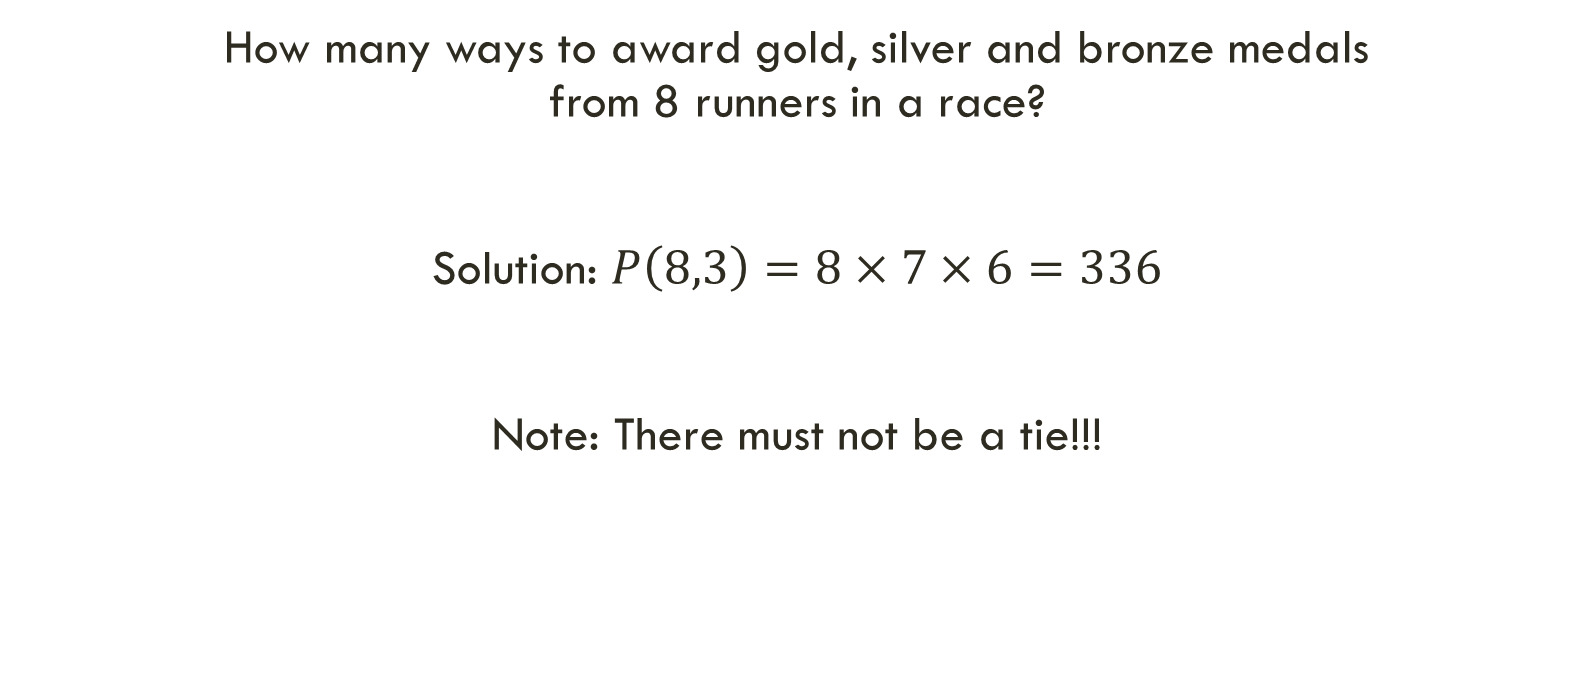 How many ways to award gold, silver and bronze medals
from 8 runners in a race?
Solution: P(8,3) = 8 × 7 × 6 = 336
Note: There must not be a tie!!!